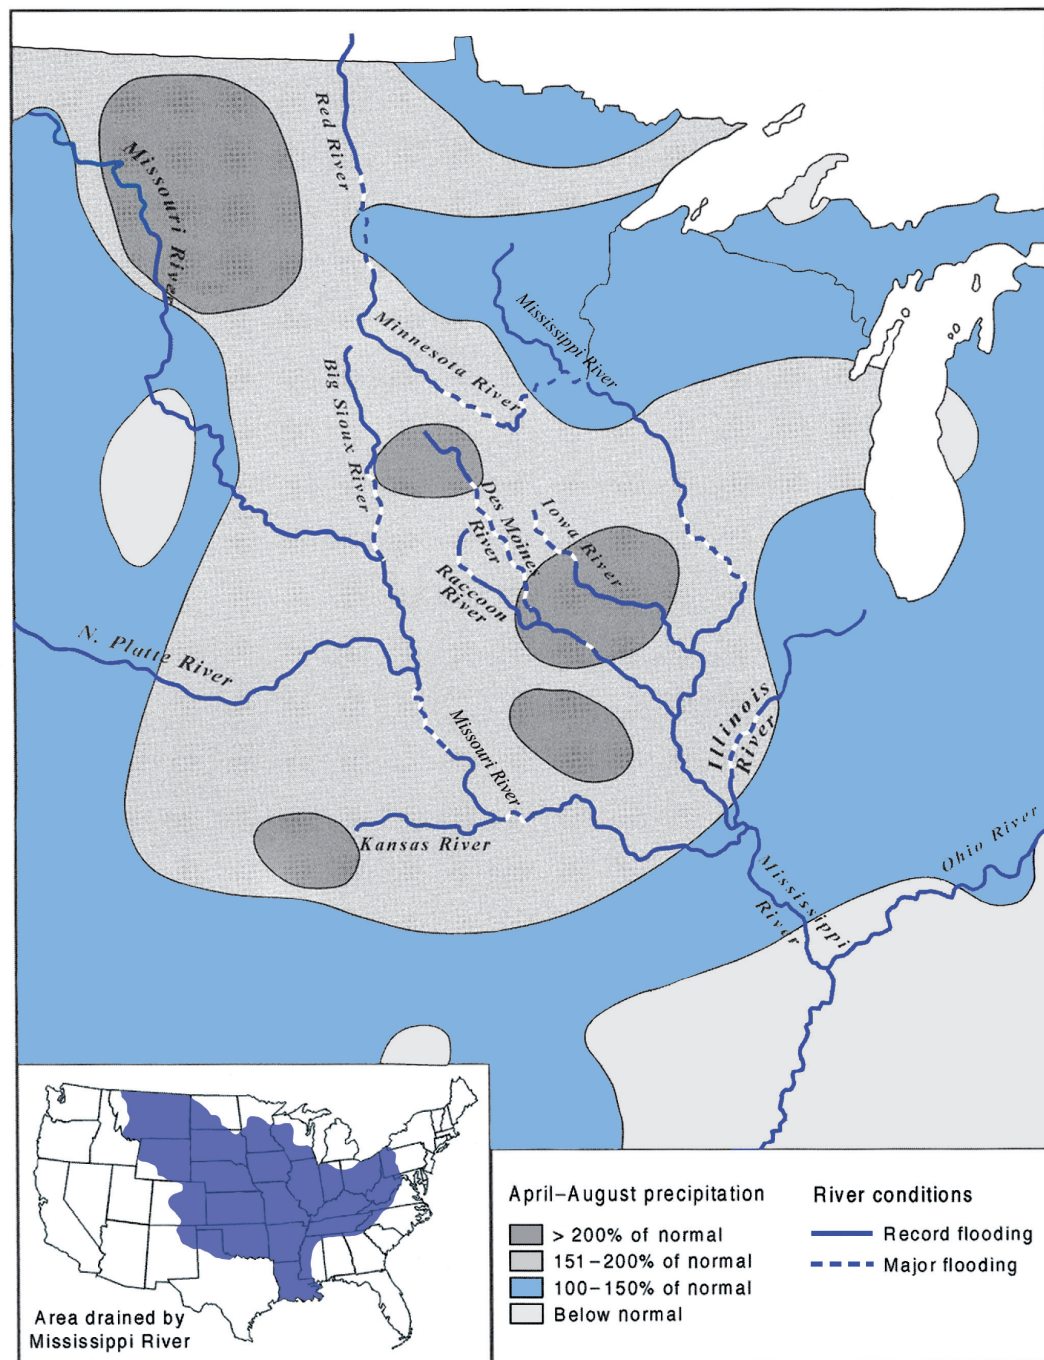 Red River
Missouri River
Mississippi River
Minnesota River
Big Sioux River
Des Moines
River
Iowa River
Raccoon
River
N. Platte River
Illinois
River
Missouri River
Kansas River
Ohio River
Mississippi
River
April–August precipitation
> 200% of normal
151–200% of normal
100–150% of normal
Below normal
River conditions
Record flooding
Major flooding
Area drained by
Mississippi River